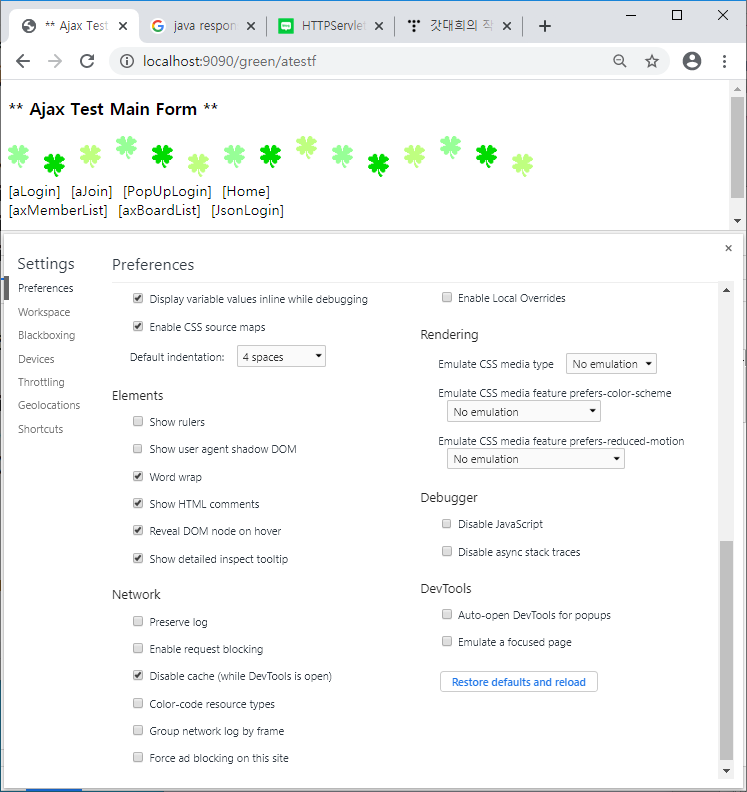 ** Ajax Test
java respon
HTTPServlet
갓대희의 작
localhost:9090/green/atestf
** Ajax Test Main Form **
[aLogin] [aJoin] [PopUpLogin] [Home]
[axMemberList] [axBoardList] [JsonLogin]
Settings
Preferences
Workspace
Blackboxing
Devices
Throttling
Geolocations
Shortcuts
Preferences
Display variable values inline while debugging
Enable CSS source maps
Default indentation: 4 spaces
Elements
Show rulers
Show user agent shadow DOM
Word wrap
Show HTML comments
Reveal DOM node on hover
Show detailed inspect tooltip
Network
Preserve log
Enable request blocking
Disable cache (while DevTools is open)
Color-code resource types
Group network log by frame
Force ad blocking on this site
Enable Local Overrides
Rendering
Emulate CSS media type No emulation
Emulate CSS media feature prefers-color-scheme
No emulation
Emulate CSS media feature prefers-reduced-motion
No emulation
Debugger
Disable JavaScript
Disable async stack traces
DevTools
Auto-open DevTools for popups
Emulate a focused page
Restore defaults and reload